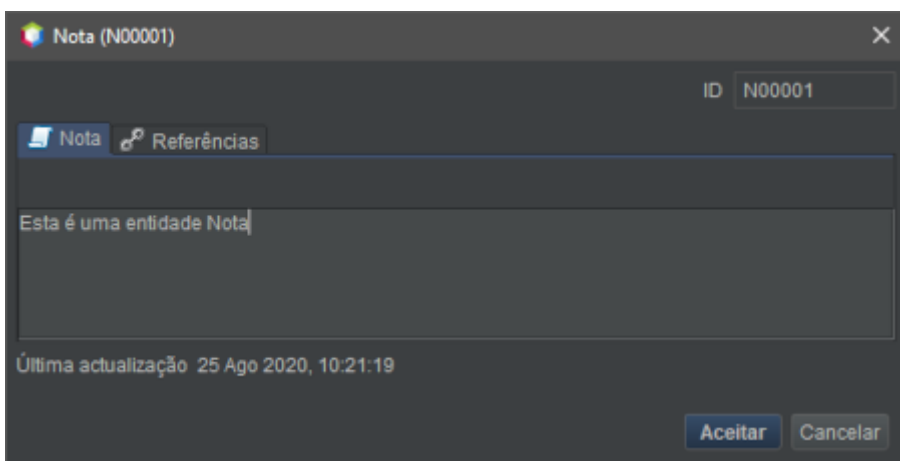 Nota (N00001)
ID N00001
Nota Referências
Esta é uma entidade Nota
Última actualização 25 Ago 2020, 10:21:19
Aceitar Cancelar